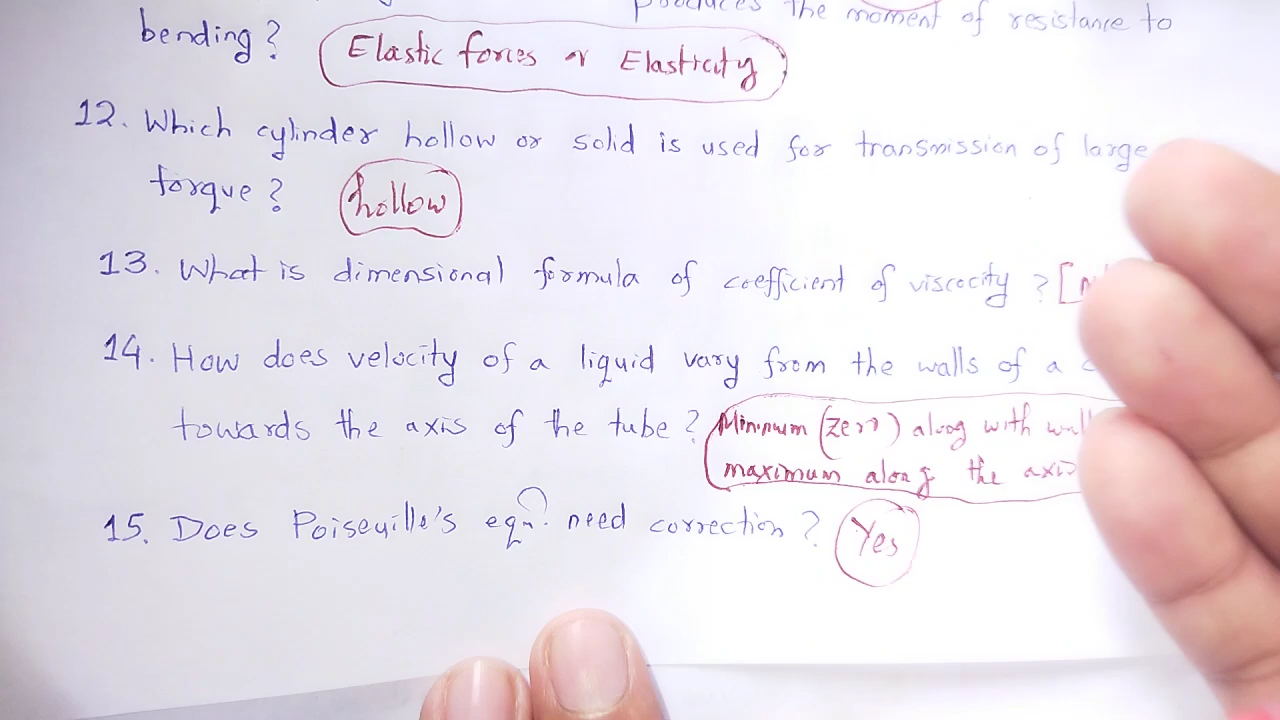 produces the moment of resistance to
bending? Elastic forces or Elasticity
12. Which cylinder hollow or solid is used for transmission of large
torque? hollow
13. What is dimensional formula of coefficient of viscocity ? [
14. How does velocity of a liquid vary from the walls of a
towards the axis of the tube? Minimum (zero) along with wall
maximum along the axis
15. Does Poiseuille's eqn. need correction? Yes